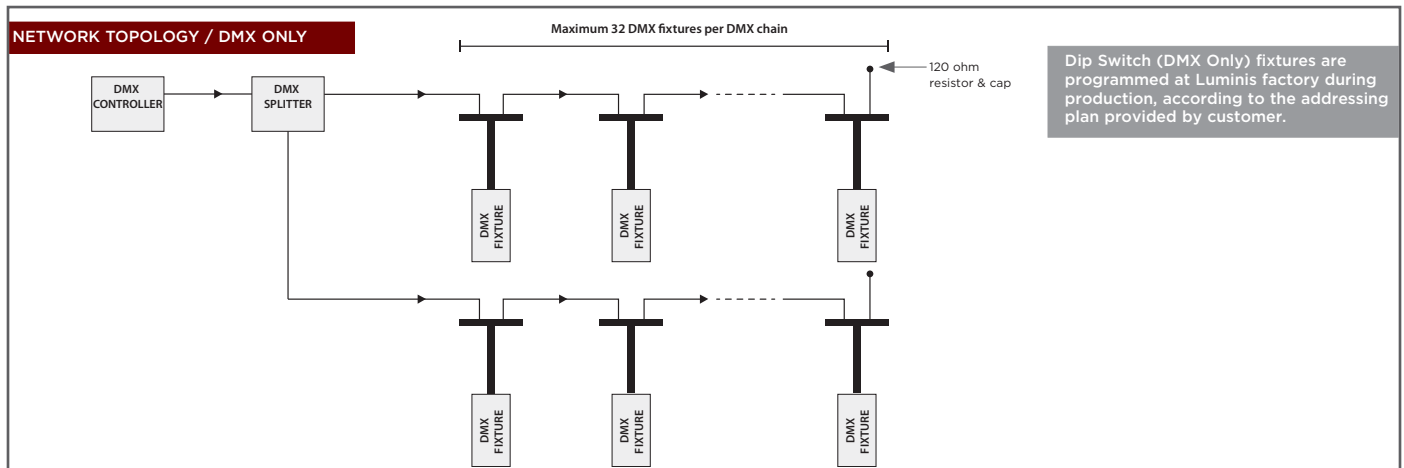 NETWORK TOPOLOGY / DMX ONLY
Maximum 32 DMX fixtures per DMX chain
120 ohm
resistor & cap
Dip Switch (DMX Only) fixtures are
programmed at Luminis factory during
production, according to the addressing
plan provided by customer.
DMX
CONTROLLER
DMX
SPLITTER
DMX
FIXTURE
DMX
FIXTURE
DMX
FIXTURE
DMX
FIXTURE
DMX
FIXTURE
DMX
FIXTURE